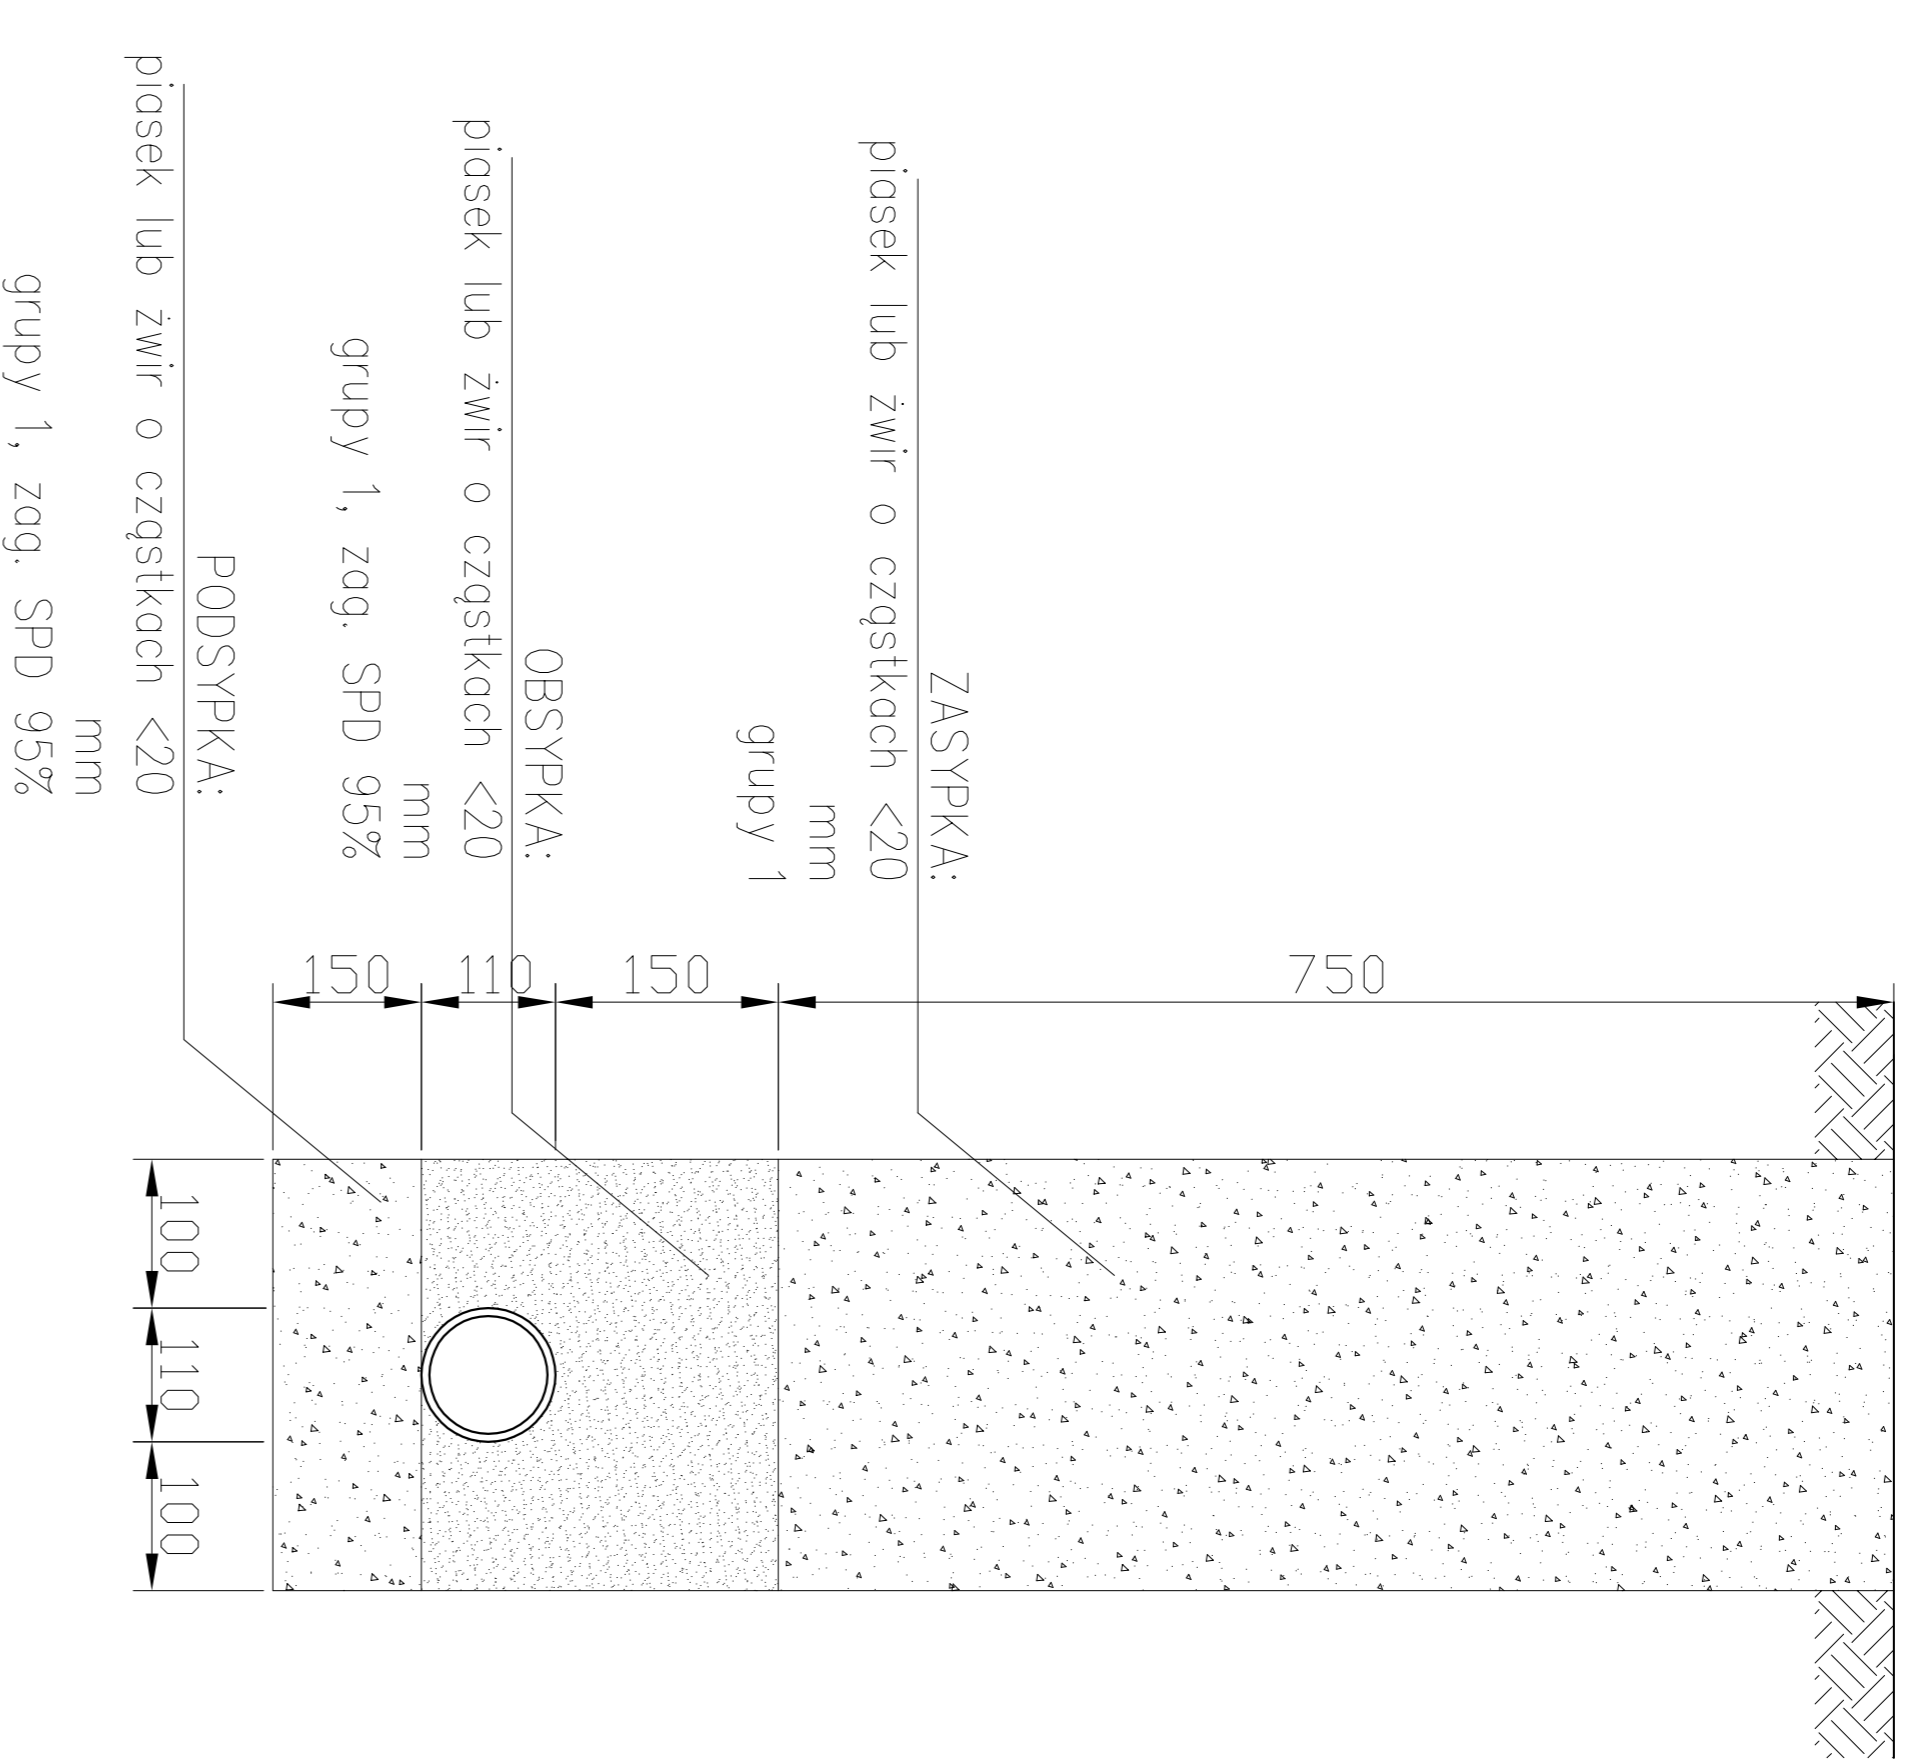 ZASYPKA:
piasek lub żwir o cząstkach <20
mm
grupy 1
OBSYPKA:
piasek lub żwir o cząstkach <20
mm
grupy 1, zag. SPD 95%
PODSYPKA:
piasek lub żwir o cząstkach <20
mm
grupy 1, zag. SPD 95%
750
150
110
150
100
110
100